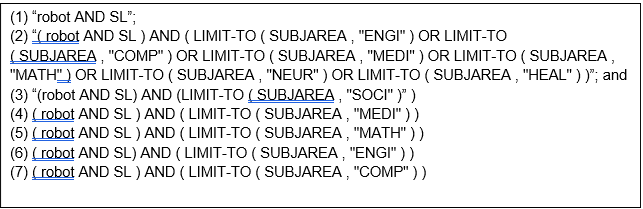 (1) “robot AND SL”;
(2) “( robot AND SL ) AND ( LIMIT-TO ( SUBJAREA , "ENGI" ) OR LIMIT-TO
( SUBJAREA , "COMP" ) OR LIMIT-TO ( SUBJAREA , "MEDI" ) OR LIMIT-TO ( SUBJAREA ,
"MATH" ) OR LIMIT-TO ( SUBJAREA , "NEUR" ) OR LIMIT-TO ( SUBJAREA , "HEAL" ) )”; and
(3) “(robot AND SL) AND (LIMIT-TO ( SUBJAREA , "SOCI" )” )
(4) ( robot AND SL ) AND ( LIMIT-TO ( SUBJAREA , "MEDI" ) )
(5) ( robot AND SL ) AND ( LIMIT-TO ( SUBJAREA , "MATH" ) )
(6) ( robot AND SL) AND ( LIMIT-TO ( SUBJAREA , "ENGI" ) )
(7) ( robot AND SL ) AND ( LIMIT-TO ( SUBJAREA , "COMP" ) )